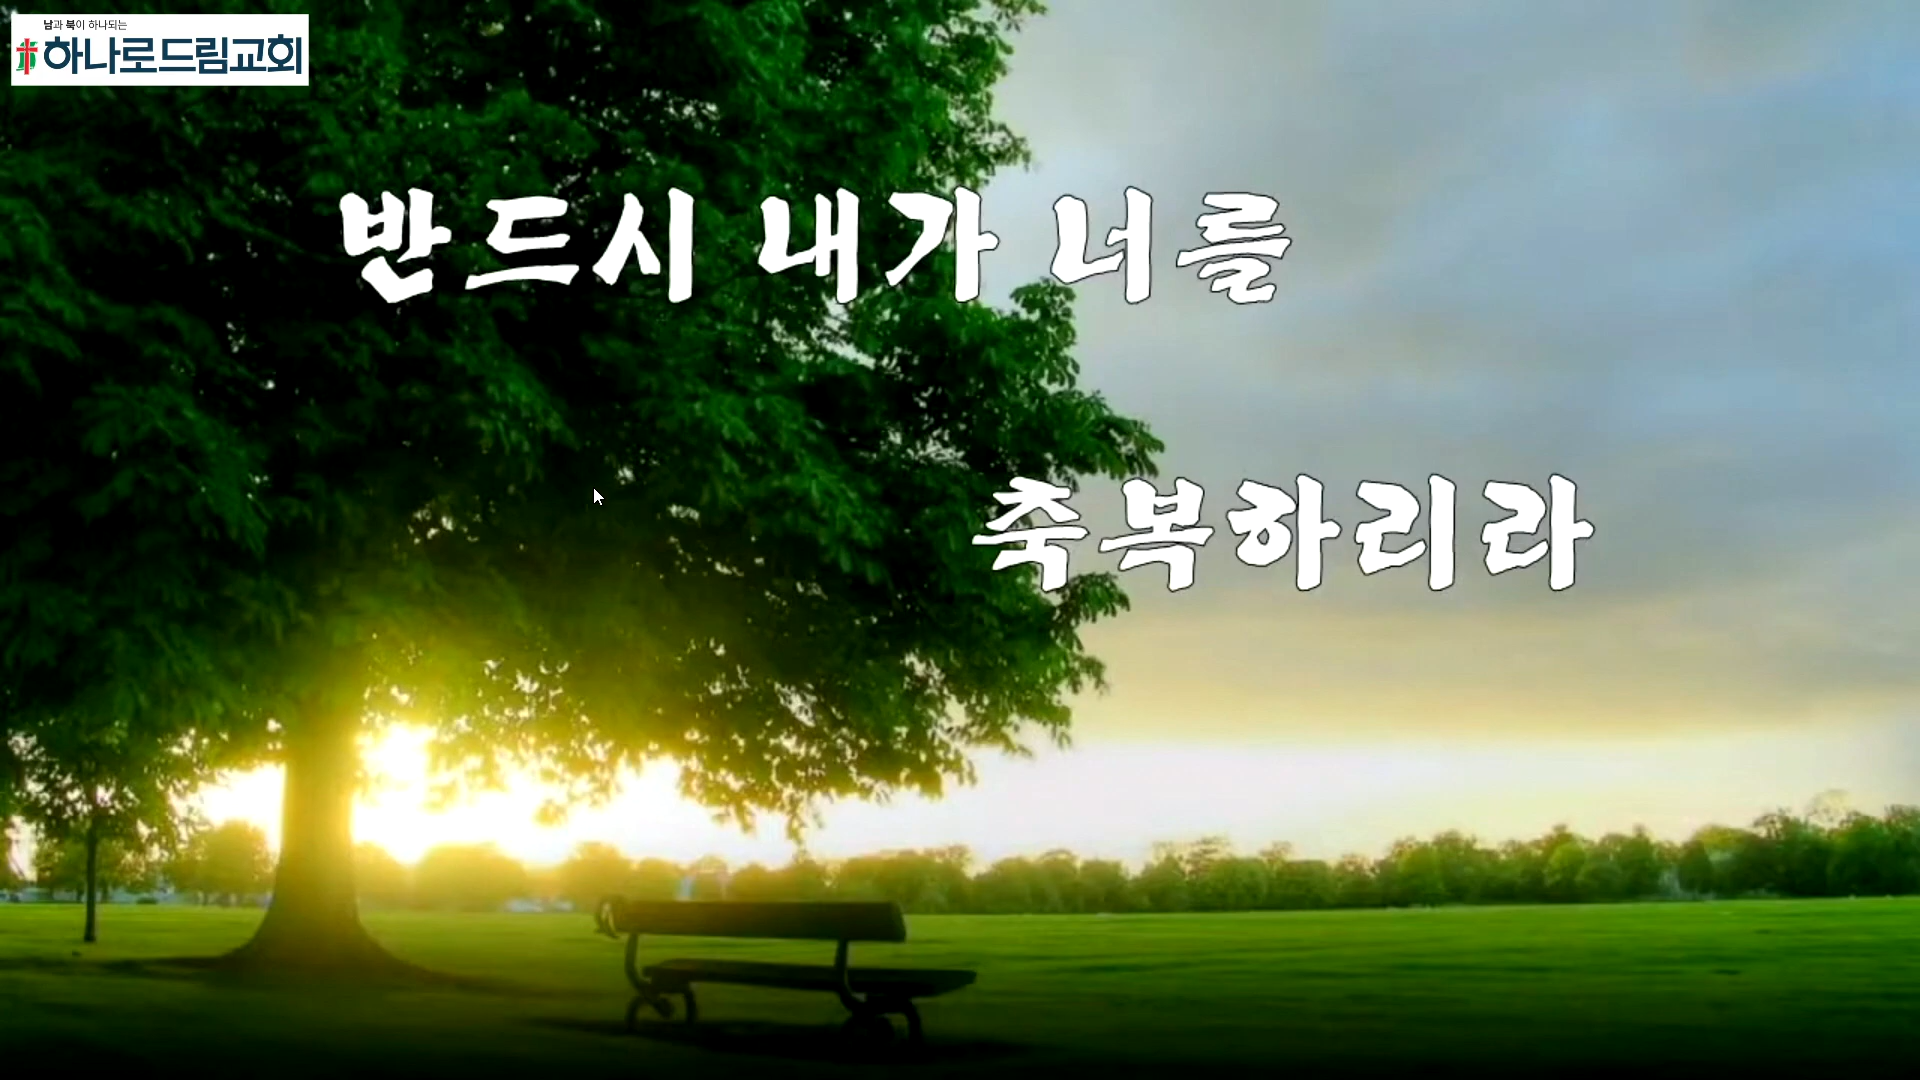 남과 북이 하나되는
하나로드림교회
반드시 내가 너를
축복하리라